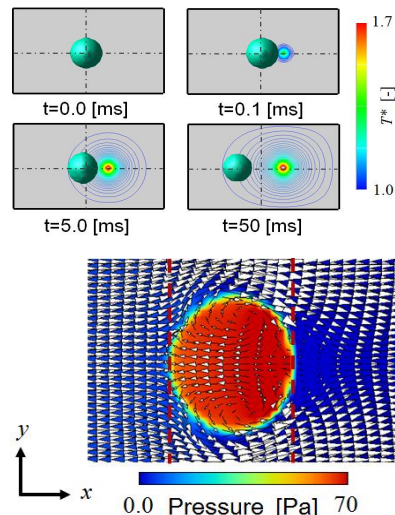 1.7
T* [-]
1.0
t=0.0 [ms]
t=0.1 [ms]
t=5.0 [ms]
t=50 [ms]
y
x
0.0 Pressure [Pa] 70